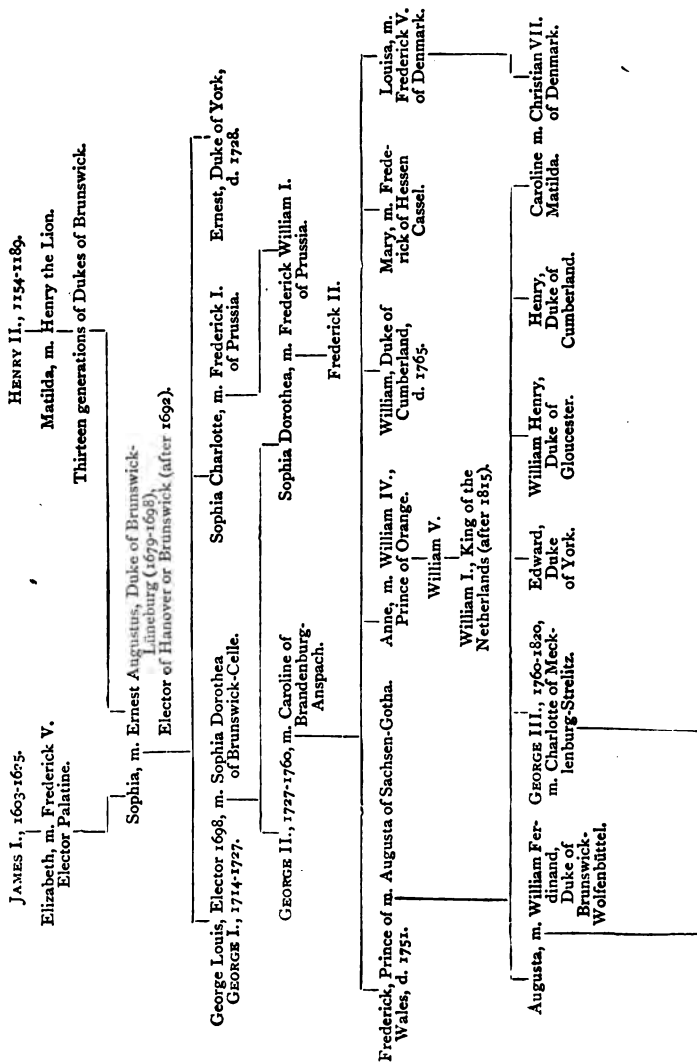 JAMES I., 1603-1625.
Elizabeth, m. Frederick V.
Elector Palatine.
HENRY II., 1154-1189.
Matilda, m. Henry the Lion.
Thirteen generations of Dukes of Brunswick.
Sophia, m. Ernest Augustus, Duke of Brunswick-
Lüneburg (1679-1698),
Elector of Hanover or Brunswick (after 1692).
George Louis, Elector 1698, m. Sophia Dorothea
GEORGE I., 1714-1727. of Brunswick-Celle.
Sophia Charlotte, m. Frederick I.
of Prussia.
Ernest, Duke of York,
d. 1728.
GEORGE II., 1727-1760, m. Caroline of
Brandenburg-
Anspach.
Sophia Dorothea, m. Frederick William I.
of Prussia.
Frederick II.
Frederick, Prince of m. Augusta of Sachsen-Gotha.
Wales, d. 1751.
Anne, m. William IV.,
Prince of Orange.
William V.
William I., King of the
Netherlands (after 1815).
William, Duke of
Cumberland,
d. 1765.
Mary, m. Frede-
rick of Hessen
Cassel.
Louisa, m.
Frederick V.
of Denmark.
Augusta, m. William Fer-
dinand,
Duke of
Brunswick-
Wolfenbüttel.
GEORGE III., 1760-1820,
m. Charlotte of Meck-
lenburg-Strelitz.
Edward,
Duke
of York.
William Henry,
Duke of
Gloucester.
Henry,
Duke of
Cumberland.
Caroline m. Christian VII.
Matilda. of Denmark.